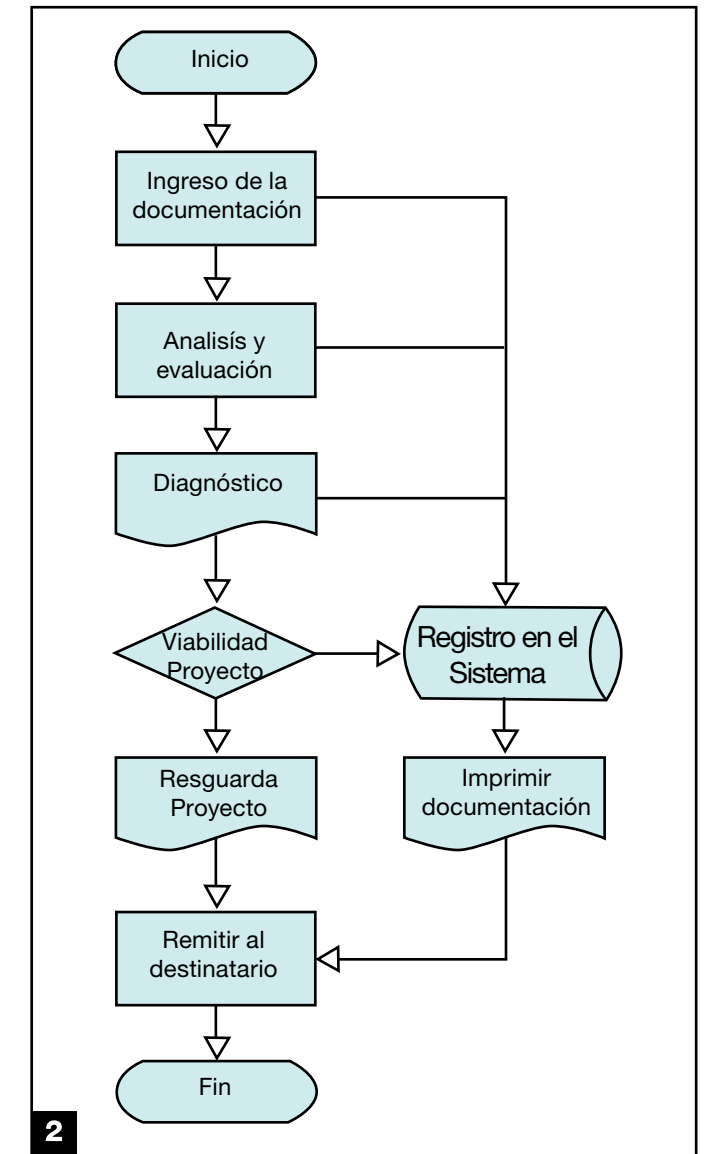 Inicio
Ingreso de la
documentación
Analisís y
evaluación
Diagnóstico
Viabilidad
Proyecto
Registro en el
Sistema
Resguarda
Proyecto
Imprimir
documentación
Remitir al
destinatario
Fin
2